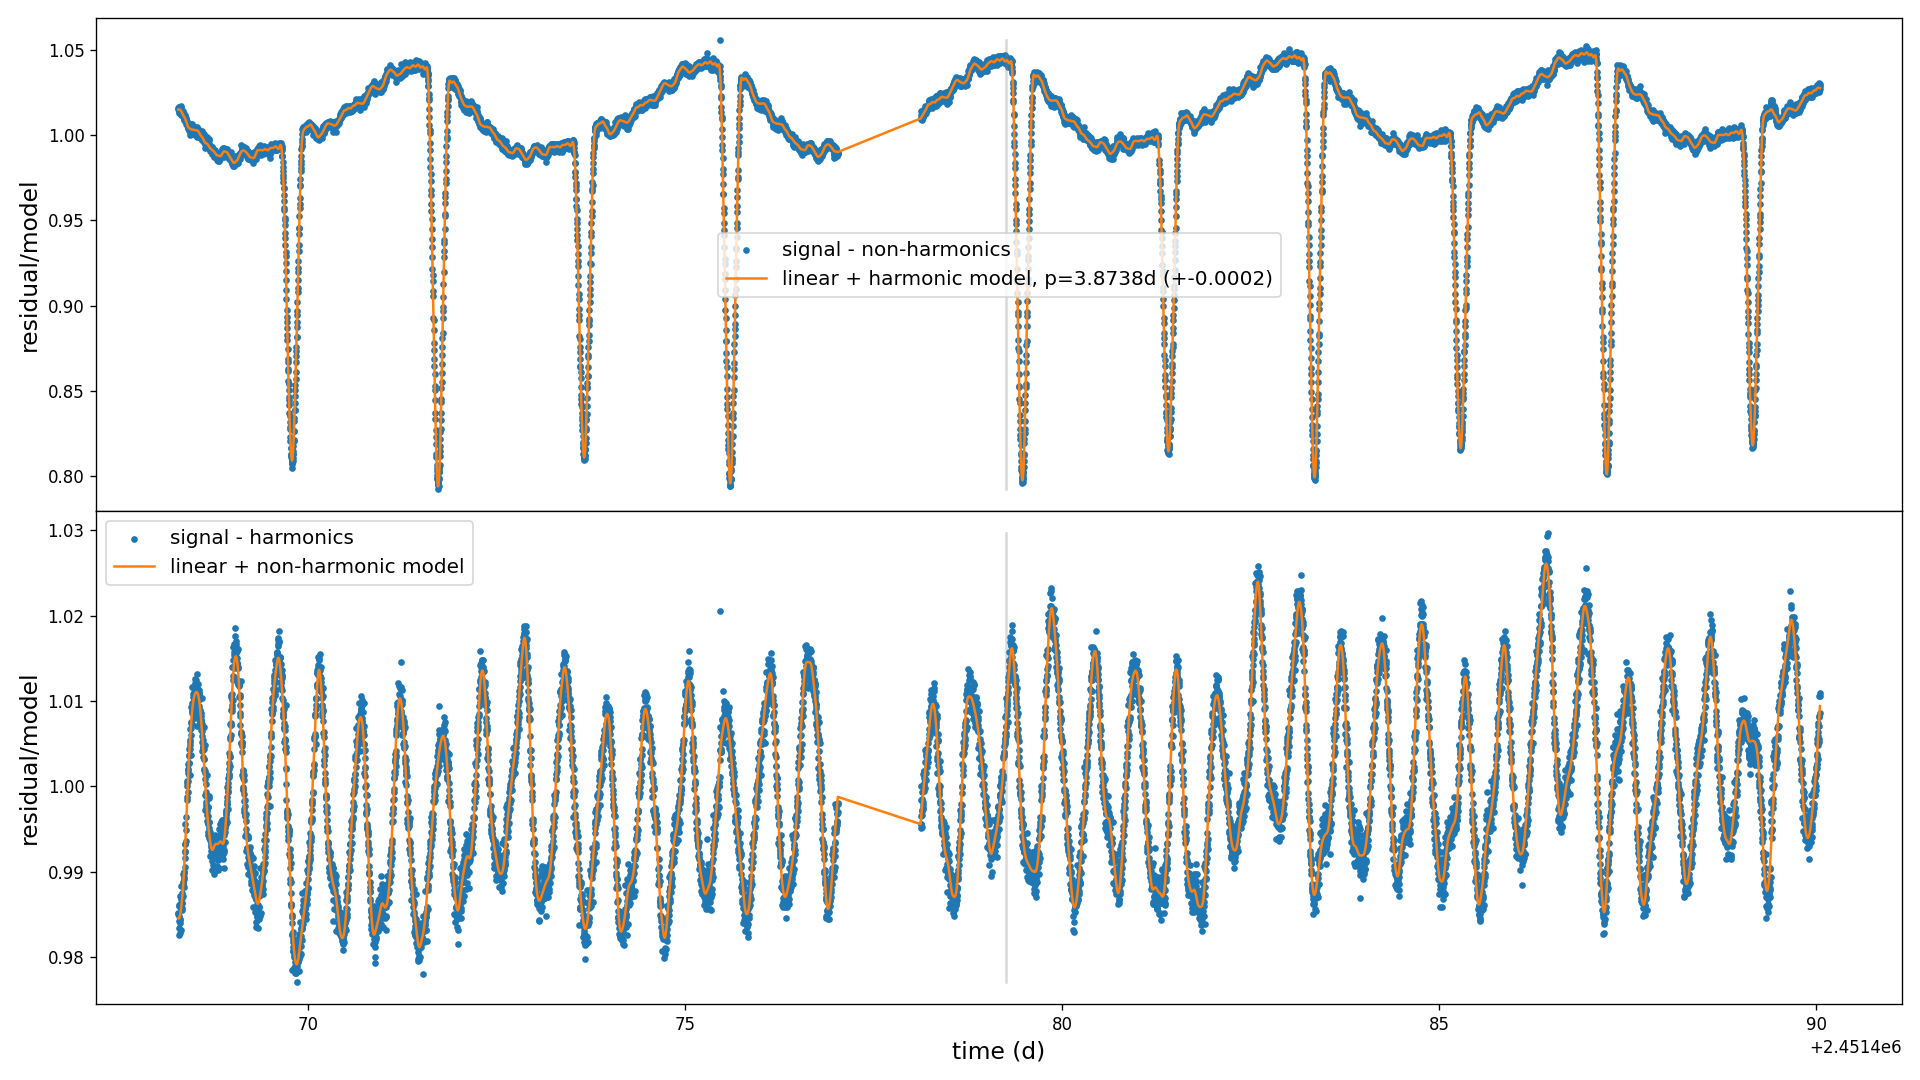 1.05
1.00
0.95
0.90
0.85
0.80
residual/model
signal - non-harmonics
linear + harmonic model, p=3.8738d (+-0.0002)
1.03
1.02
1.01
1.00
0.99
0.98
residual/model
signal - harmonics
linear + non-harmonic model
70 75 80 85 90
time (d)
+2.4514e6